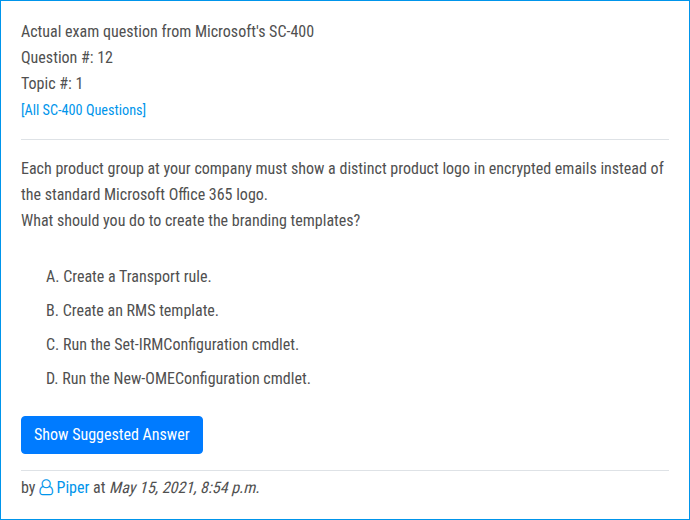 Actual exam question from Microsoft's SC-400
Question #: 12
Topic #: 1
[All SC-400 Questions]
Each product group at your company must show a distinct product logo in encrypted emails instead of
the standard Microsoft Office 365 logo.
What should you do to create the branding templates?
A. Create a Transport rule.
B. Create an RMS template.
C. Run the Set-IRMConfiguration cmdlet.
D. Run the New-OMEConfiguration cmdlet.
Show Suggested Answer
by Piper at May 15, 2021, 8:54 p.m.